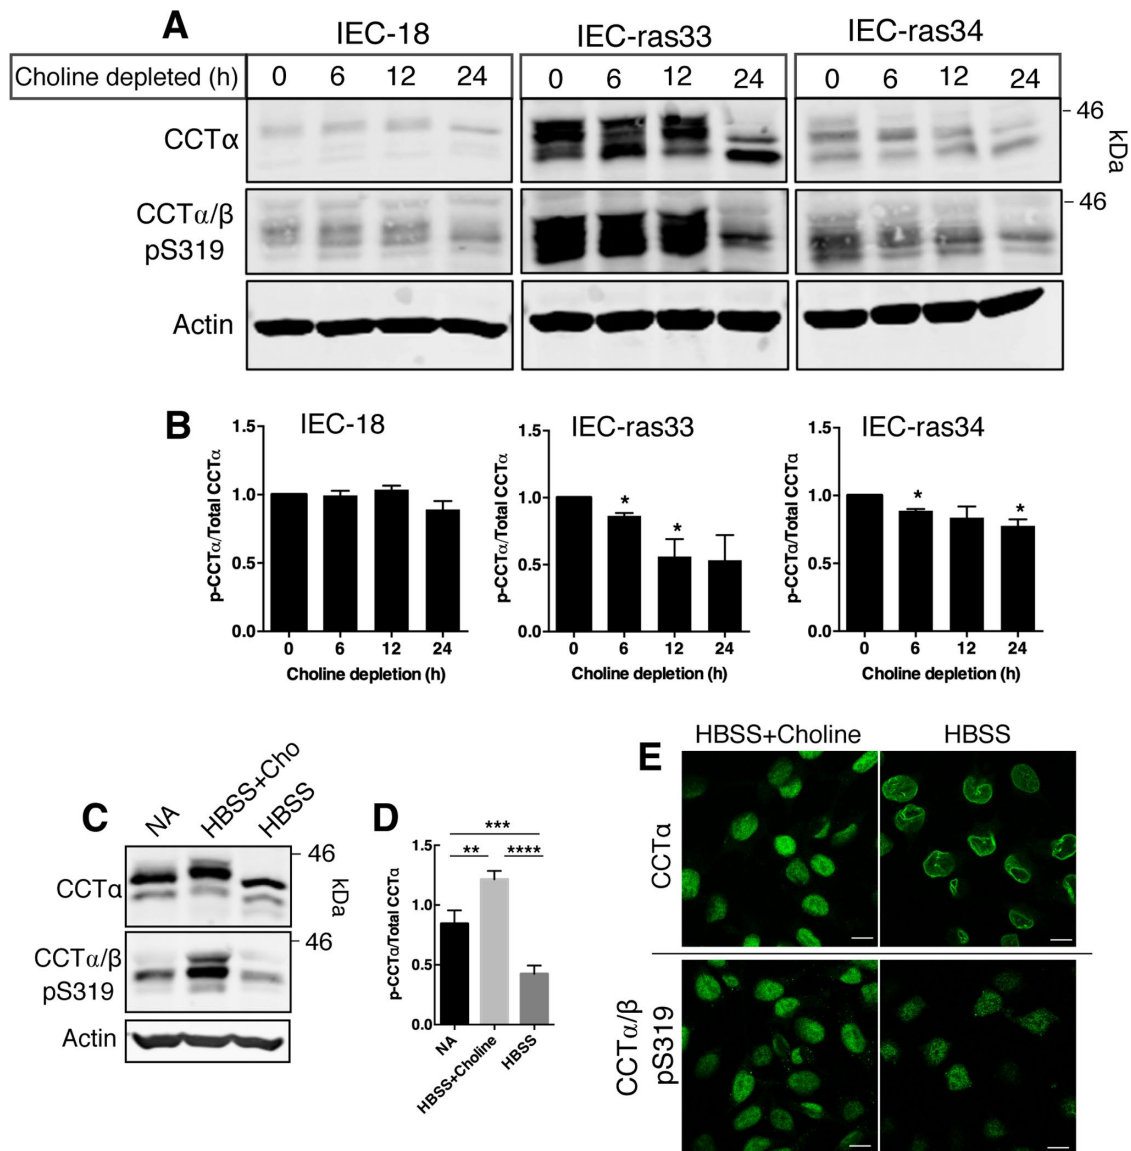 A
IEC-18
IEC-ras33
IEC-ras34
Choline depleted (h)
0 6 12 24
0 6 12 24
0 6 12 24
CCTα
46
kDa
CCTα/β
pS319
46
Actin
B
IEC-18
p-CCTα/Total CCTα
1.5
1.0
0.5
0.0
0 6 12 24
Choline depletion (h)
IEC-ras33
p-CCTα/Total CCTα
1.5
1.0
0.5
0.0
*
*
0 6 12 24
Choline depletion (h)
IEC-ras34
p-CCTα/Total CCTα
1.5
1.0
0.5
0.0
*
*
0 6 12 24
Choline depletion (h)
C
NA
HBSS+Cho
HBSS
CCTα
46
kDa
CCTα/β
pS319
46
Actin
D
p-CCTα/Total CCTα
1.5
1.0
0.5
0.0
***
** ****
NA
HBSS+Choline
HBSS
E
HBSS+Choline
HBSS
CCTα
CCTα/β
pS319